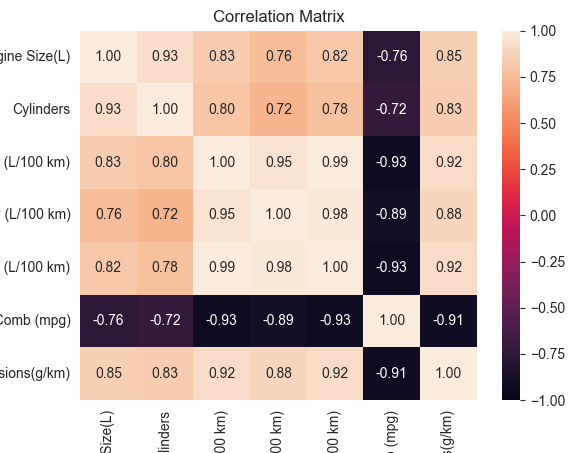 Correlation Matrix
gine Size(L) 1.00 0.93 0.83 0.76 0.82 -0.76 0.85
Cylinders 0.93 1.00 0.80 0.72 0.78 -0.72 0.83
(L/100 km) 0.83 0.80 1.00 0.95 0.99 -0.93 0.92
(L/100 km) 0.76 0.72 0.95 1.00 0.98 -0.89 0.88
(L/100 km) 0.82 0.78 0.99 0.98 1.00 -0.93 0.92
Comb (mpg) -0.76 -0.72 -0.93 -0.89 -0.93 1.00 -0.91
sions(g/km) 0.85 0.83 0.92 0.88 0.92 -0.91 1.00
Size(L)
linders
00 km)
00 km)
00 km)
(mpg)
s(g/km)
1.00
0.75
0.50
0.25
0.00
−0.25
−0.50
−0.75
−1.00